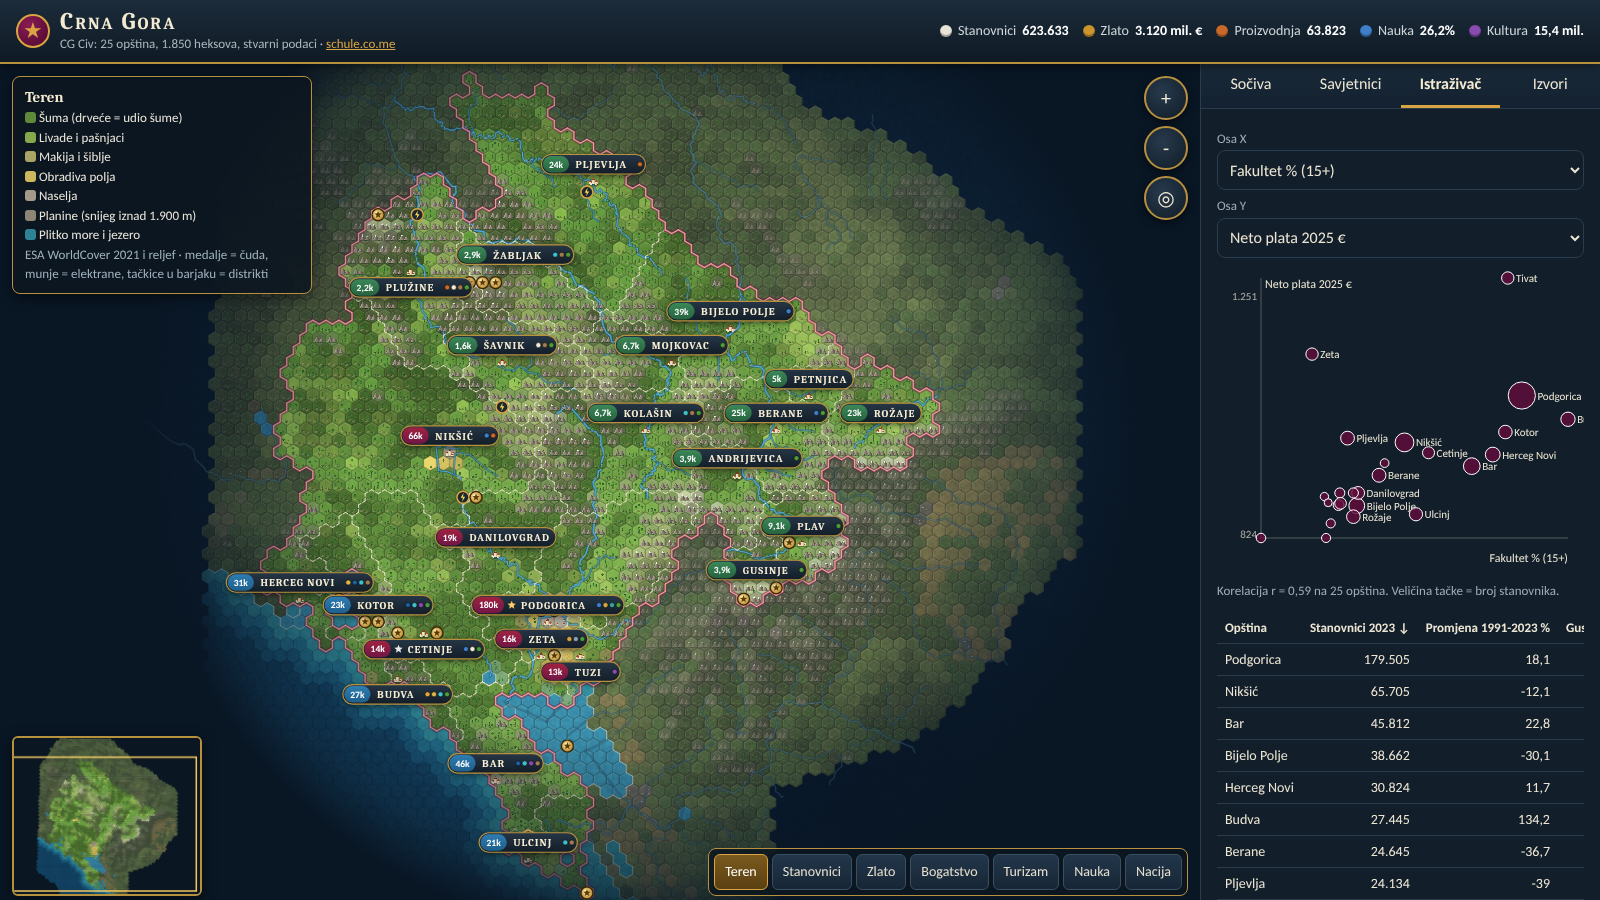 Crna Gora
CG Civ: 25 opština, 1.850 heksova, stvarni podaci · schule.co.me
Stanovnici 623.633
Zlato 3.120 mil. €
Proizvodnja 63.823
Nauka 26,2%
Kultura 15,4 mil.
Teren
Šuma (drveće = udio šume)
Livade i pašnjaci
Makija i šiblje
Obradiva polja
Naselja
Planine (snijeg iznad 1.900 m)
Plitko more i jezero
ESA WorldCover 2021 i reljef · medalje = čuda,
munje = elektrane, tačkice u barjaku = distrikti
+
-
24k PLJEVLJA
2,9k ŽABLJAK
2,2k PLUŽINE
39k BIJELO POLJE
1,6k ŠAVNIK
6,7k MOJKOVAC
5k PETNJICA
6,7k KOLAŠIN
25k BERANE
23k ROŽAJE
66k NIKŠIĆ
3,9k ANDRIJEVICA
9,1k PLAV
19k DANILOVGRAD
3,9k GUSINJE
31k HERCEG NOVI
23k KOTOR
180k PODGORICA
16k ZETA
14k CETINJE
13k TUZI
27k BUDVA
46k BAR
21k ULCINJ
Teren
Stanovnici
Zlato
Bogatstvo
Turizam
Nauka
Nacija
Sočiva
Savjetnici
Istraživač
Izvori
Osa X
Fakultet % (15+)
Osa Y
Neto plata 2025 €
Neto plata 2025 €
1.251
Tivat
Zeta
Podgorica
Kotor
Pljevlja
Nikšić
Cetinje
Herceg Novi
Bar
Berane
Danilovgrad
Bijelo Polje
Rožaje
Ulcinj
824
Fakultet % (15+)
Korelacija r = 0,59 na 25 opština. Veličina tačke = broj stanovnika.
Opština Stanovnici 2023 ↓ Promjena 1991-2023 % Gus
Podgorica 179.505 18,1
Nikšić 65.705 -12,1
Bar 45.812 22,8
Bijelo Polje 38.662 -30,1
Herceg Novi 30.824 11,7
Budva 27.445 134,2
Berane 24.645 -36,7
Pljevlja 24.134 -39